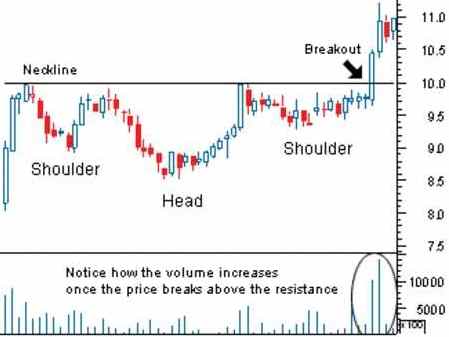 11.0
Breakout
10.5
Neckline
10.0
9.5
Shoulder
Shoulder
9.0
Head
8.5
8.0
7.5
Notice how the volume increases
once the price breaks above the resistance
10000
5000
x 100